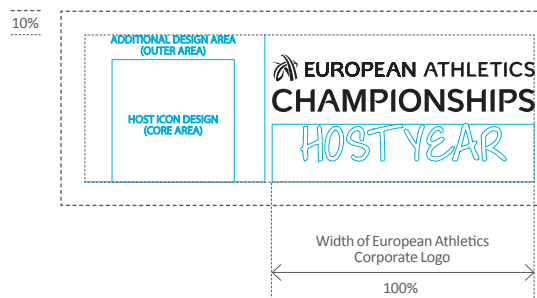 10%
ADDITIONAL DESIGN AREA
(OUTER AREA)
HOST ICON DESIGN
(CORE AREA)
EUROPEAN ATHLETICS
CHAMPIONSHIPS
HOST YEAR
Width of European Athletics
Corporate Logo
100%